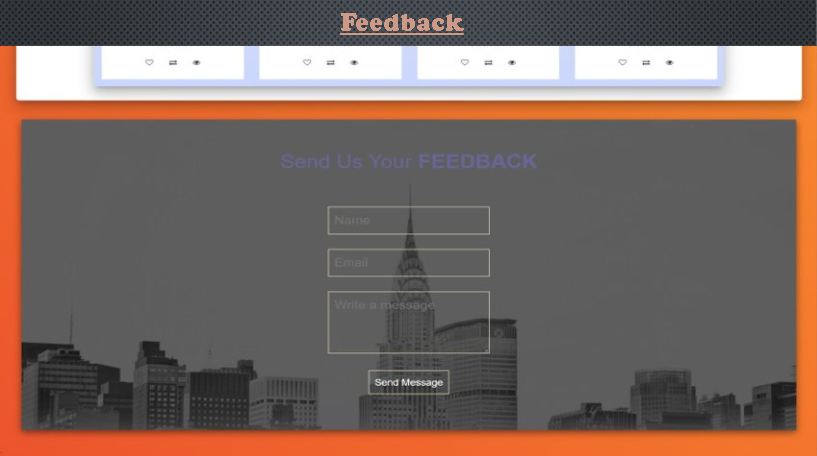 Feedback
Send Us Your FEEDBACK
Name
Email
Write a message
Send Message